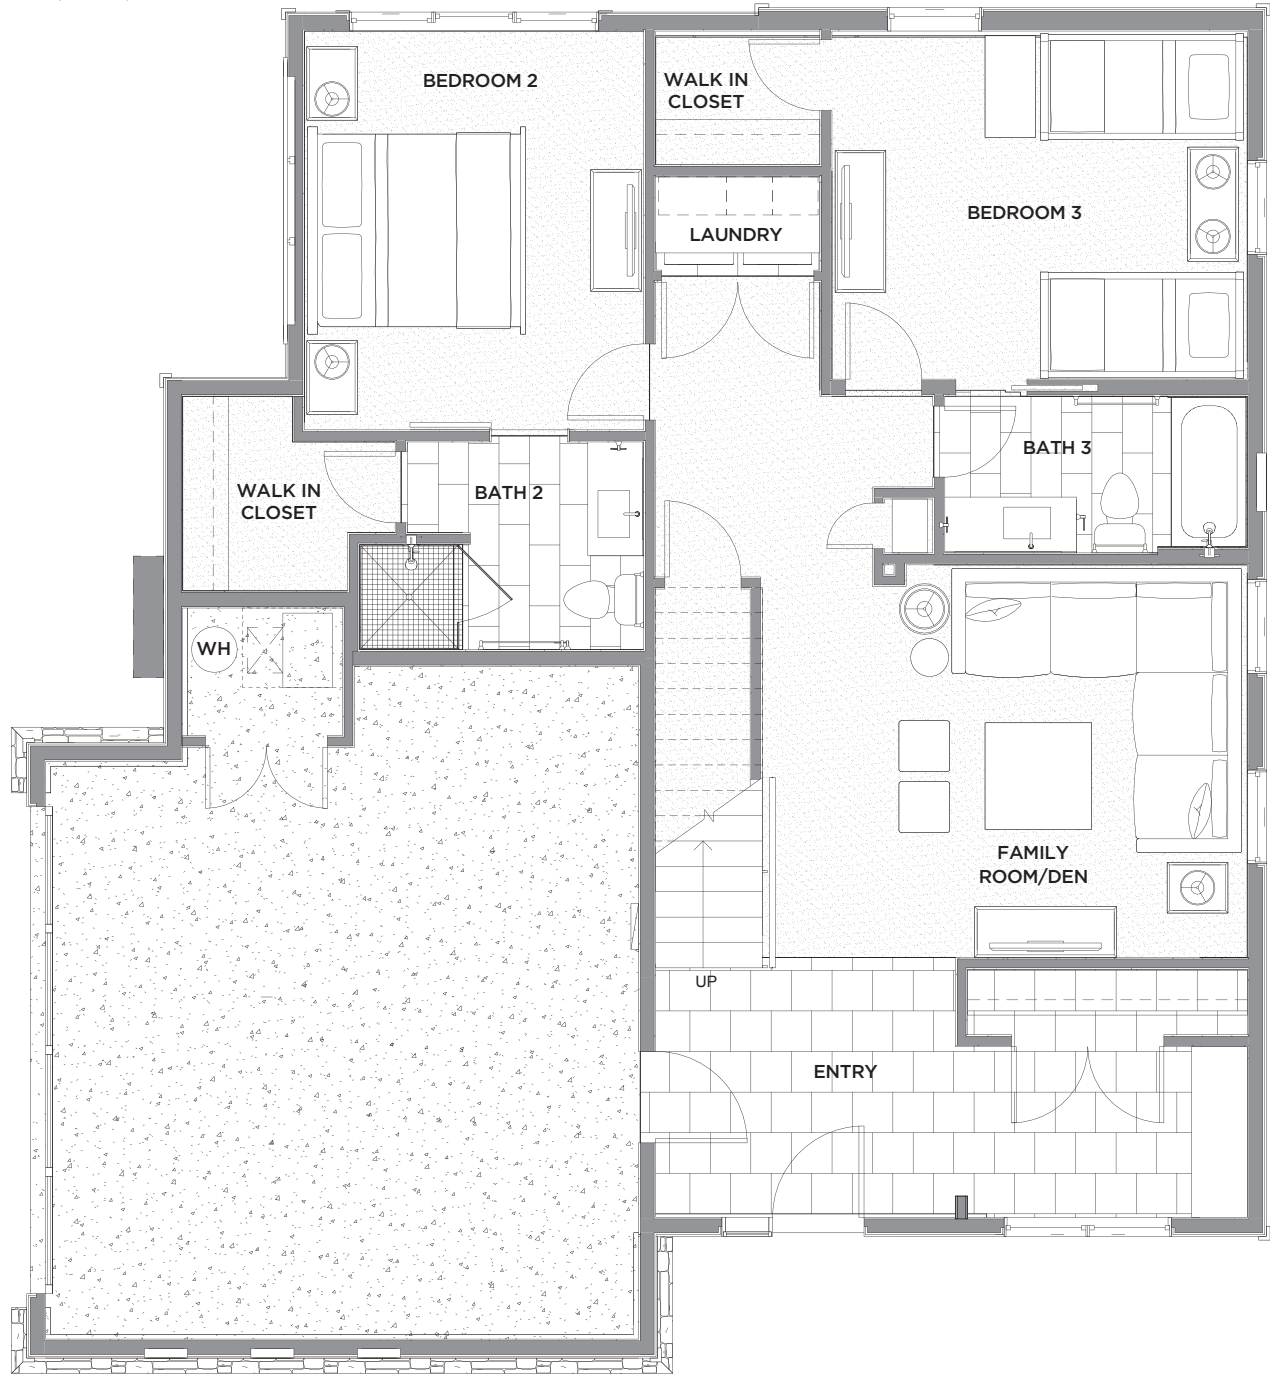 BEDROOM 2
WALK IN
CLOSET
BEDROOM 3
LAUNDRY
BATH 3
WALK IN
CLOSET
BATH 2
WH
FAMILY
ROOM/DEN
UP
ENTRY